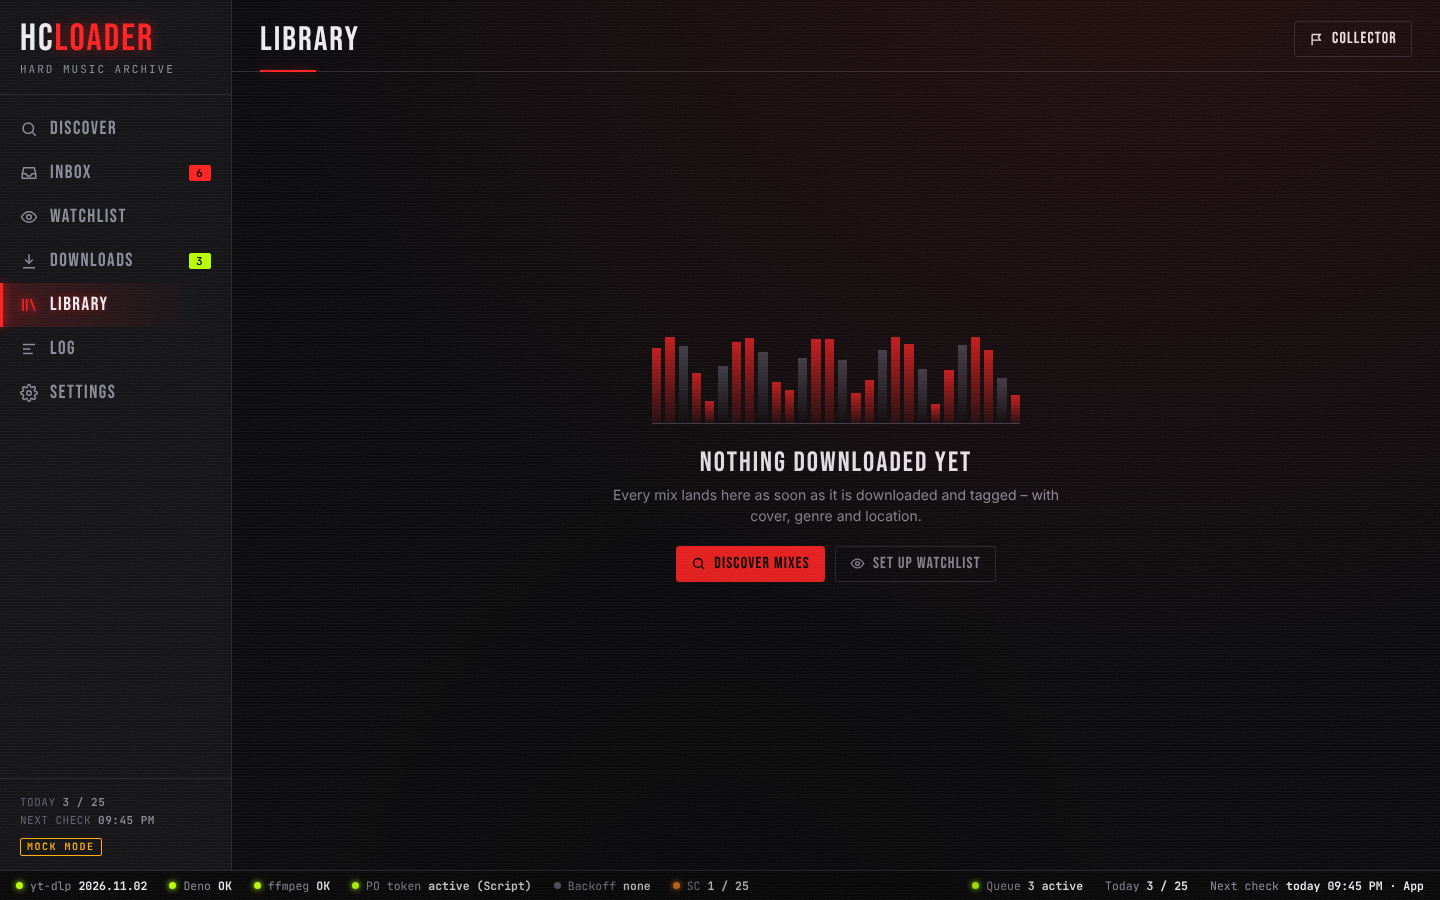 HCLOADER
HARD MUSIC ARCHIVE
DISCOVER
INBOX 6
WATCHLIST
DOWNLOADS 3
LIBRARY
LOG
SETTINGS
TODAY 3 / 25
NEXT CHECK 09:45 PM
MOCK MODE
LIBRARY
COLLECTOR
NOTHING DOWNLOADED YET
Every mix lands here as soon as it is downloaded and tagged – with
cover, genre and location.
DISCOVER MIXES
SET UP WATCHLIST
yt-dlp 2026.11.02 Deno OK ffmpeg OK PO token active (Script) Backoff none SC 1 / 25 Queue 3 active Today 3 / 25 Next check today 09:45 PM · App